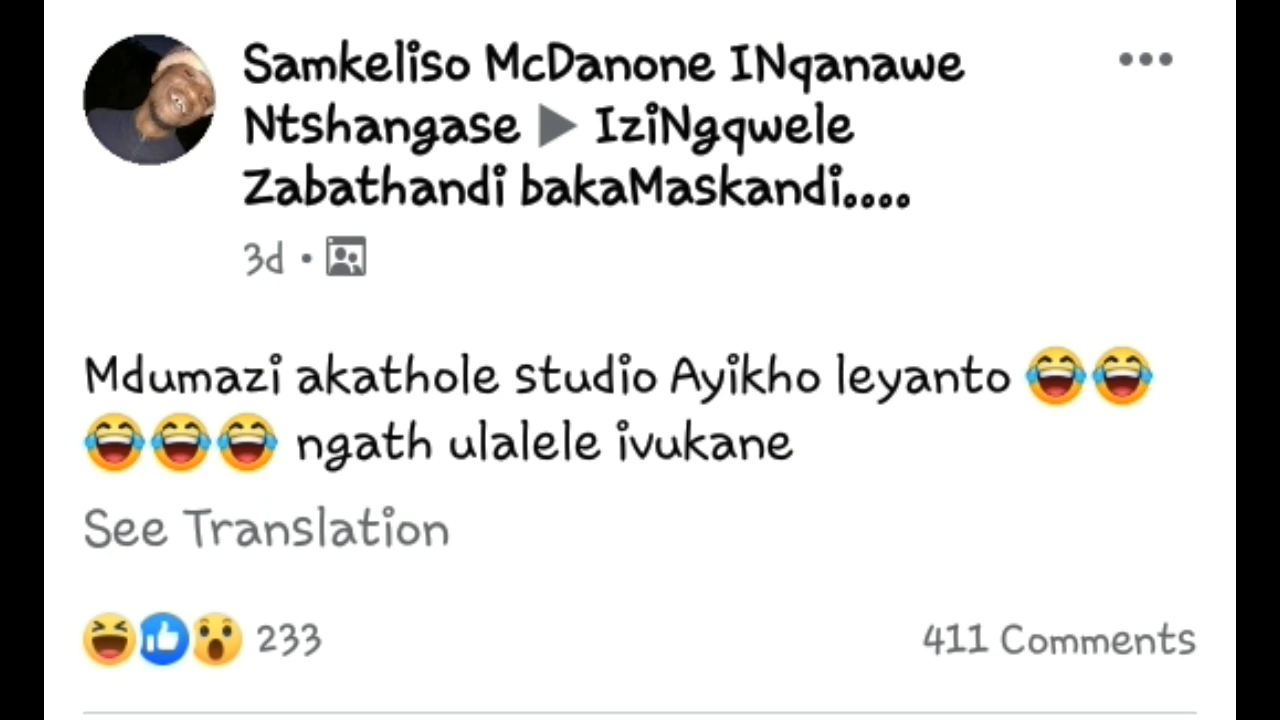 Samkeliso McDanone INqanawe
Ntshangase ▶ IziNgqwele
Zabathandi bakaMaskandi....
3d •
Mdumazi akathole studio Ayikho leyanto 😂😂
😂😂😂 ngath ulalele ivukane
See Translation
233
411 Comments